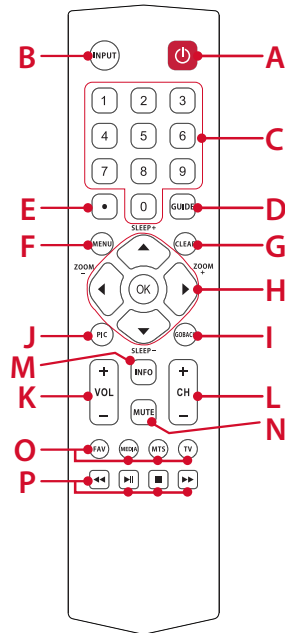 B INPUT A
1 2 3
4 5 6 C
7 8 9
E • 0 GUIDE D
SLEEP+
F MENU CLEAR G
ZOOM − ZOOM +
OK H
J PIC GOBACK I
SLEEP−
M INFO
K + VOL − + CH − L
MUTE N
O FAV MEDIA MTS TV
P